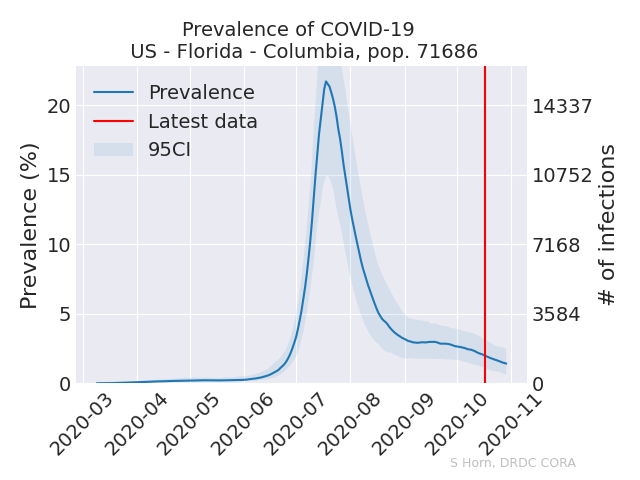 Prevalence of COVID-19
US - Florida - Columbia, pop. 71686
Prevalence
Latest data
95CI
Prevalence (%)
20
15
10
5
0
14337
10752
7168
3584
0
# of infections
2020-03
2020-04
2020-05
2020-06
2020-07
2020-08
2020-09
2020-10
2020-11
S Horn, DRDC CORA